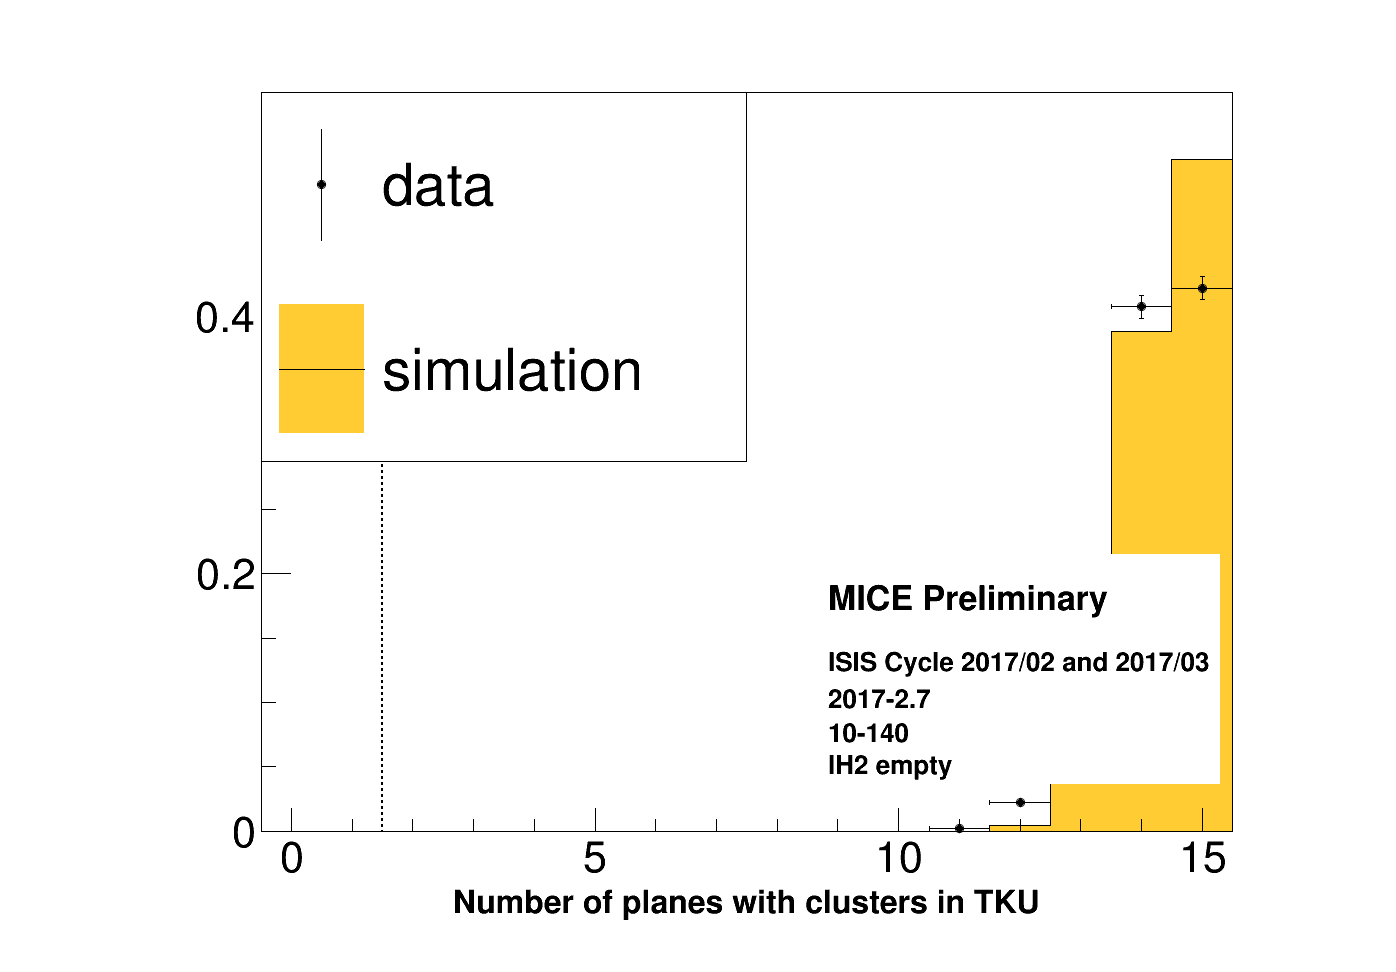 data
simulation
0.4
0.2
0
MICE Preliminary
ISIS Cycle 2017/02 and 2017/03
2017-2.7
10-140
IH2 empty
0 5 10 15
Number of planes with clusters in TKU